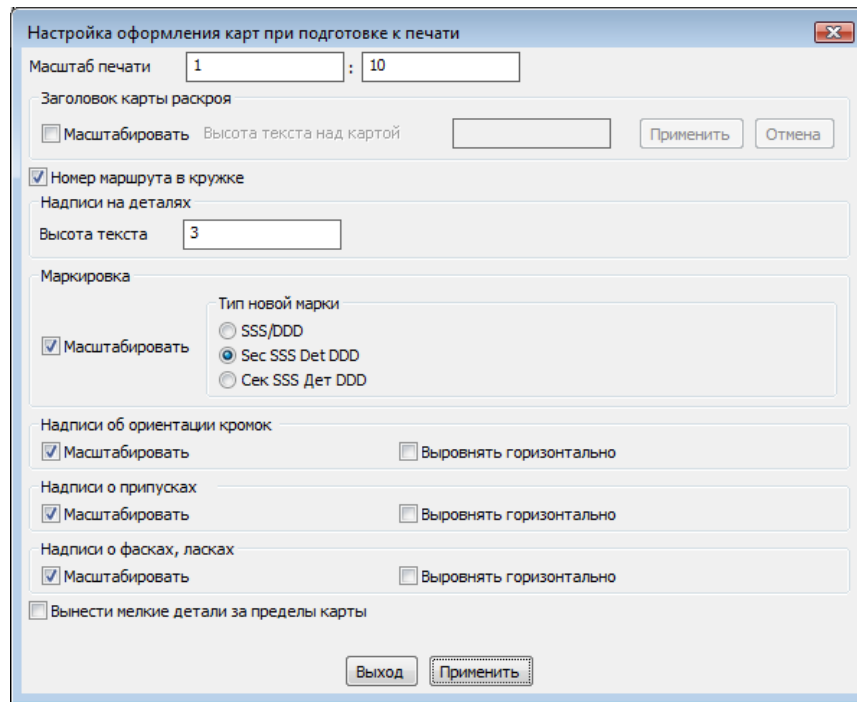 Настройка оформления карт при подготовке к печати
Масштаб печати 1 : 10
Заголовок карты раскроя
Масштабировать Высота текста над картой Применить Отмена
Номер маршрута в кружке
Надписи на деталях
Высота текста 3
Маркировка
Тип новой марки
SSS/DDD
Масштабировать
Sec SSS Det DDD
Сек SSS Дет DDD
Надписи об ориентации кромок
Масштабировать Выровнять горизонтально
Надписи о припусках
Масштабировать Выровнять горизонтально
Надписи о фасках, ласках
Масштабировать Выровнять горизонтально
Вынести мелкие детали за пределы карты
Выход Применить